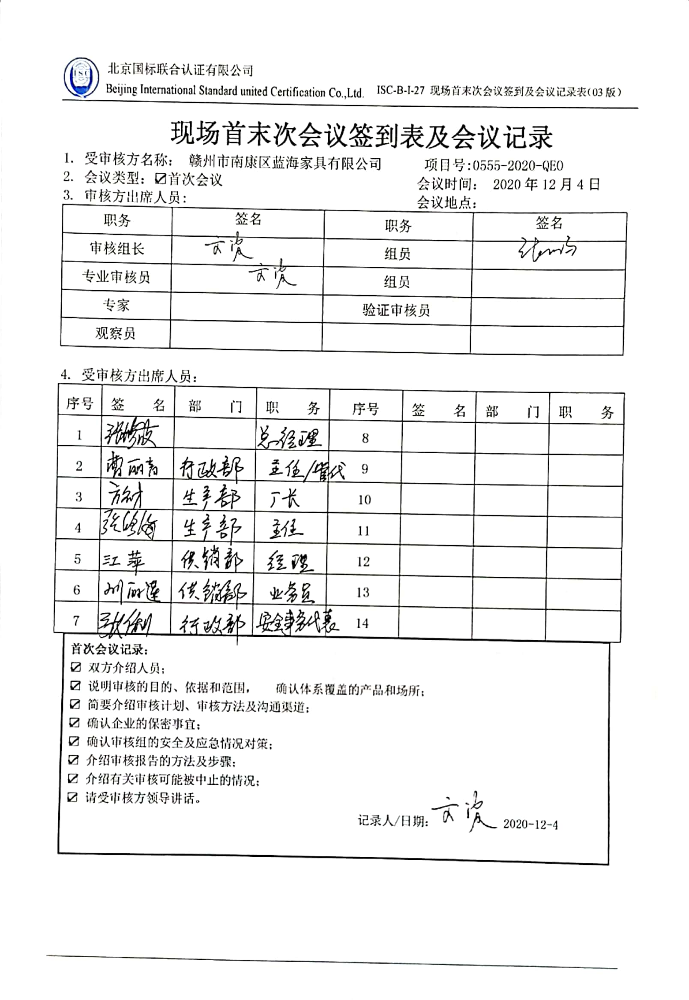 ISC
北京国标联合认证有限公司
Beijing International Standard united Certification Co.,Ltd. ISC-B-I-27 现场首末次会议签到及会议记录表(03版)
现场首末次会议签到表及会议记录
1. 受审核方名称: 赣州市南康区蓝海家具有限公司 项目号:0555-2020-QEO
2. 会议类型: ☑首次会议 会议时间: 2020年12月4日
3. 审核方出席人员: 会议地点:
职务 签名 职务 签名
审核组长 文波 组员
专业审核员 文波 组员
专家 验证审核员
观察员
4. 受审核方出席人员:
序号 签 名 部 门 职 务 序号 签 名 部 门 职 务
1 总经理 8
2 曹丽青 行政部 主任/管代 9
3 生产部 厂长 10
4 生产部 主任 11
5 江苹 供销部 经理 12
6 刘丽莲 供销部 业务员 13
7 行政部 安全事务代表 14
首次会议记录:
☑ 双方介绍人员;
☑ 说明审核的目的、依据和范围, 确认体系覆盖的产品和场所;
☑ 简要介绍审核计划、审核方法及沟通渠道;
☑ 确认企业的保密事宜;
☑ 确认审核组的安全及应急情况对策;
☑ 介绍审核报告的方法及步骤;
☑ 介绍有关审核可能被中止的情况;
☑ 请受审核方领导讲话。
记录人/日期: 文波 2020-12-4